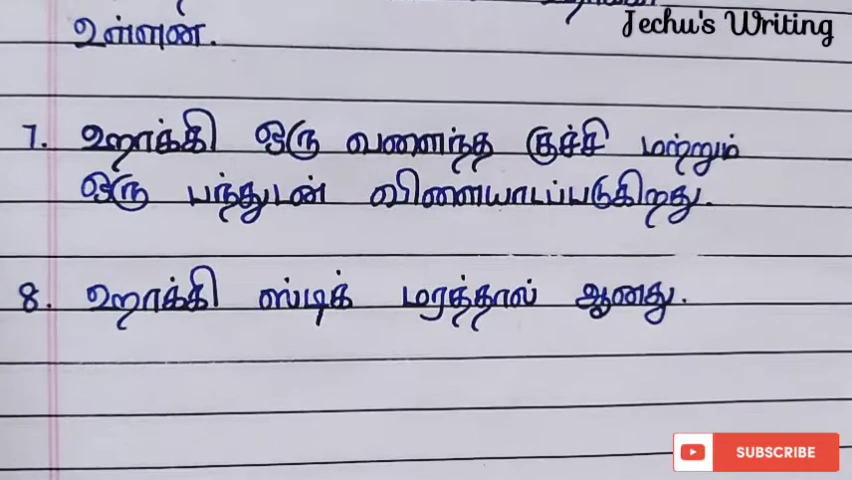 Jechu's Writing
உள்ளன்.
7. ஹாக்கி ஒரு வளைந்த குச்சி மற்றும்
ஒரு பந்துடன் விளையாடப்படுகிறது.
8. ஹாக்கி ஸ்டிக் மரத்தால் ஆனது.
SUBSCRIBE